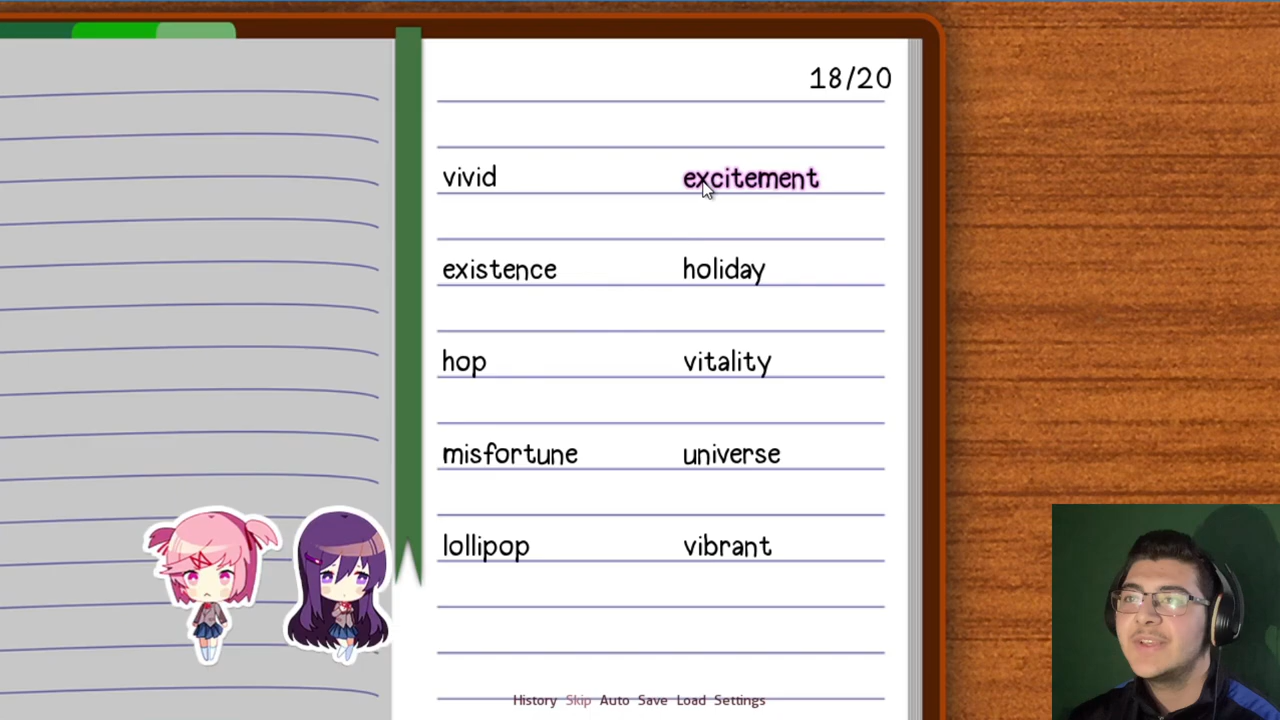 18/20
vivid excitement
existence holiday
hop vitality
misfortune universe
lollipop vibrant
History Skip Auto Save Load Settings